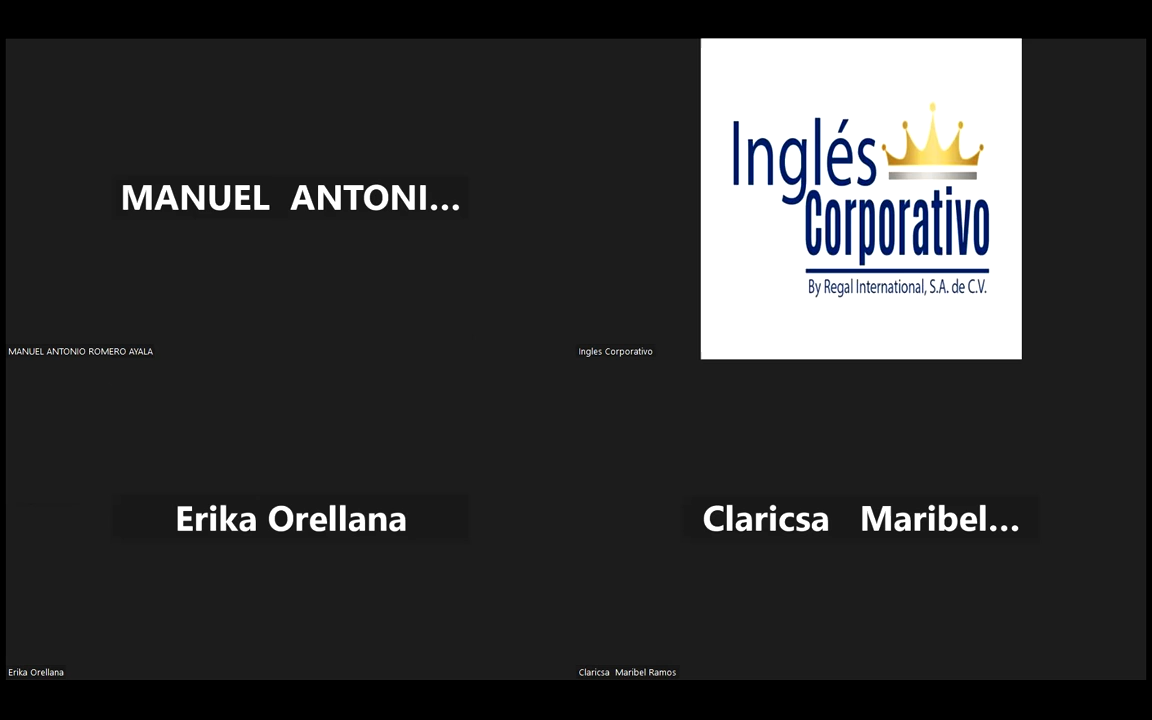 MANUEL ANTONI...
MANUEL ANTONIO ROMERO AYALA
Inglés
Corporativo
By Regal International, S.A. de C.V.
Ingles Corporativo
Erika Orellana
Erika Orellana
Claricsa Maribel...
Claricsa Maribel Ramos